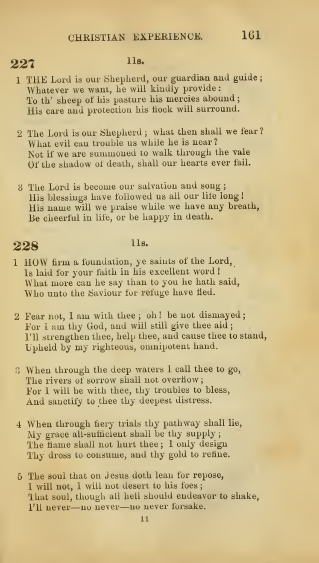 CHRISTIAN EXPERIENCE. 161
227 11s.
1 THE Lord is our Shepherd, our guardian and guide;
Whatever we want, he will kindly provide:
To th' sheep of his pasture his mercies abound;
His care and protection his flock will surround.
2 The Lord is our Shepherd; what then shall we fear?
What evil can trouble us while he is near?
Not if we are summoned to walk through the vale
Of the shadow of death, shall our hearts ever fail.
3 The Lord is become our salvation and song;
His blessings have followed us all our life long!
His name will we praise while we have any breath,
Be cheerful in life, or be happy in death.
228 11s.
1 HOW firm a foundation, ye saints of the Lord,
Is laid for your faith in his excellent word!
What more can he say than to you he hath said,
Who unto the Saviour for refuge have fled.
2 Fear not, I am with thee; oh! be not dismayed;
For I am thy God, and will still give thee aid;
I'll strengthen thee, help thee, and cause thee to stand,
Upheld by my righteous, omnipotent hand.
3 When through the deep waters I call thee to go,
The rivers of sorrow shall not overflow;
For I will be with thee, thy troubles to bless,
And sanctify to thee thy deepest distress.
4 When through fiery trials thy pathway shall lie,
My grace all-sufficient shall be thy supply;
The flame shall not hurt thee; I only design
Thy dross to consume, and thy gold to refine.
5 The soul that on Jesus doth lean for repose,
I will not, I will not desert to his foes;
That soul, though all hell should endeavor to shake,
I'll never—no never—no never forsake.
11